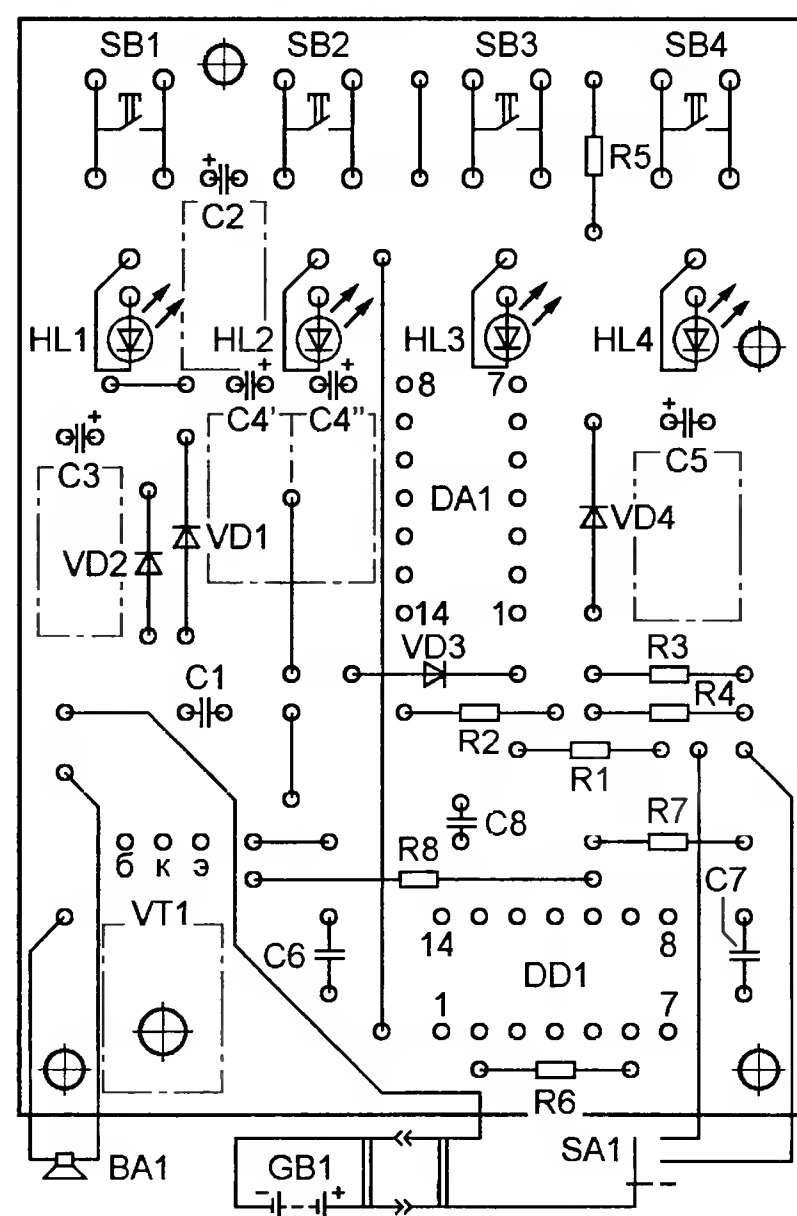 SB1 SB2 SB3 SB4
R5
+
C2
HL1 HL2 HL3 HL4
+ + 8 7
C4' C4"
+ +
C3 C5
DA1
VD2 VD1 VD4
14 1
VD3 R3
C1 R4
R2
R1
C8 R7
б к э R8
C7
VT1 14 8
C6 DD1
1 7
R6
BA1 GB1 SA1
- +